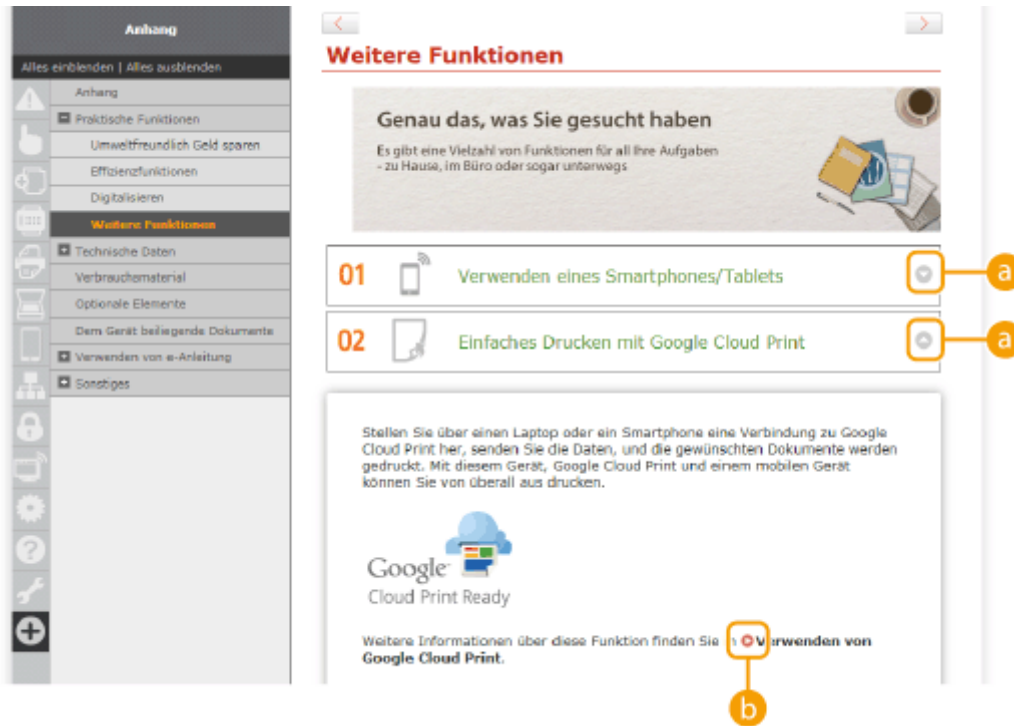 Anhang
Alles einblenden | Alles ausblenden
Anhang
Praktische Funktionen
Umweltfreundlich Geld sparen
Effizienzfunktionen
Digitalisieren
Weitere Funktionen
Technische Daten
Verbrauchsmaterial
Optionale Elemente
Dem Gerät beiliegende Dokumente
Verwenden von e-Anleitung
Sonstiges
Weitere Funktionen
Genau das, was Sie gesucht haben
Es gibt eine Vielzahl von Funktionen für all Ihre Aufgaben
- zu Hause, im Büro oder sogar unterwegs
01 Verwenden eines Smartphones/Tablets
a
02 Einfaches Drucken mit Google Cloud Print
a
Stellen Sie über einen Laptop oder ein Smartphone eine Verbindung zu Google
Cloud Print her, senden Sie die Daten, und die gewünschten Dokumente werden
gedruckt. Mit diesem Gerät, Google Cloud Print und einem mobilen Gerät
können Sie von überall aus drucken.
Google
Cloud Print Ready
Weitere Informationen über diese Funktion finden Sie in Verwenden von
Google Cloud Print.
b